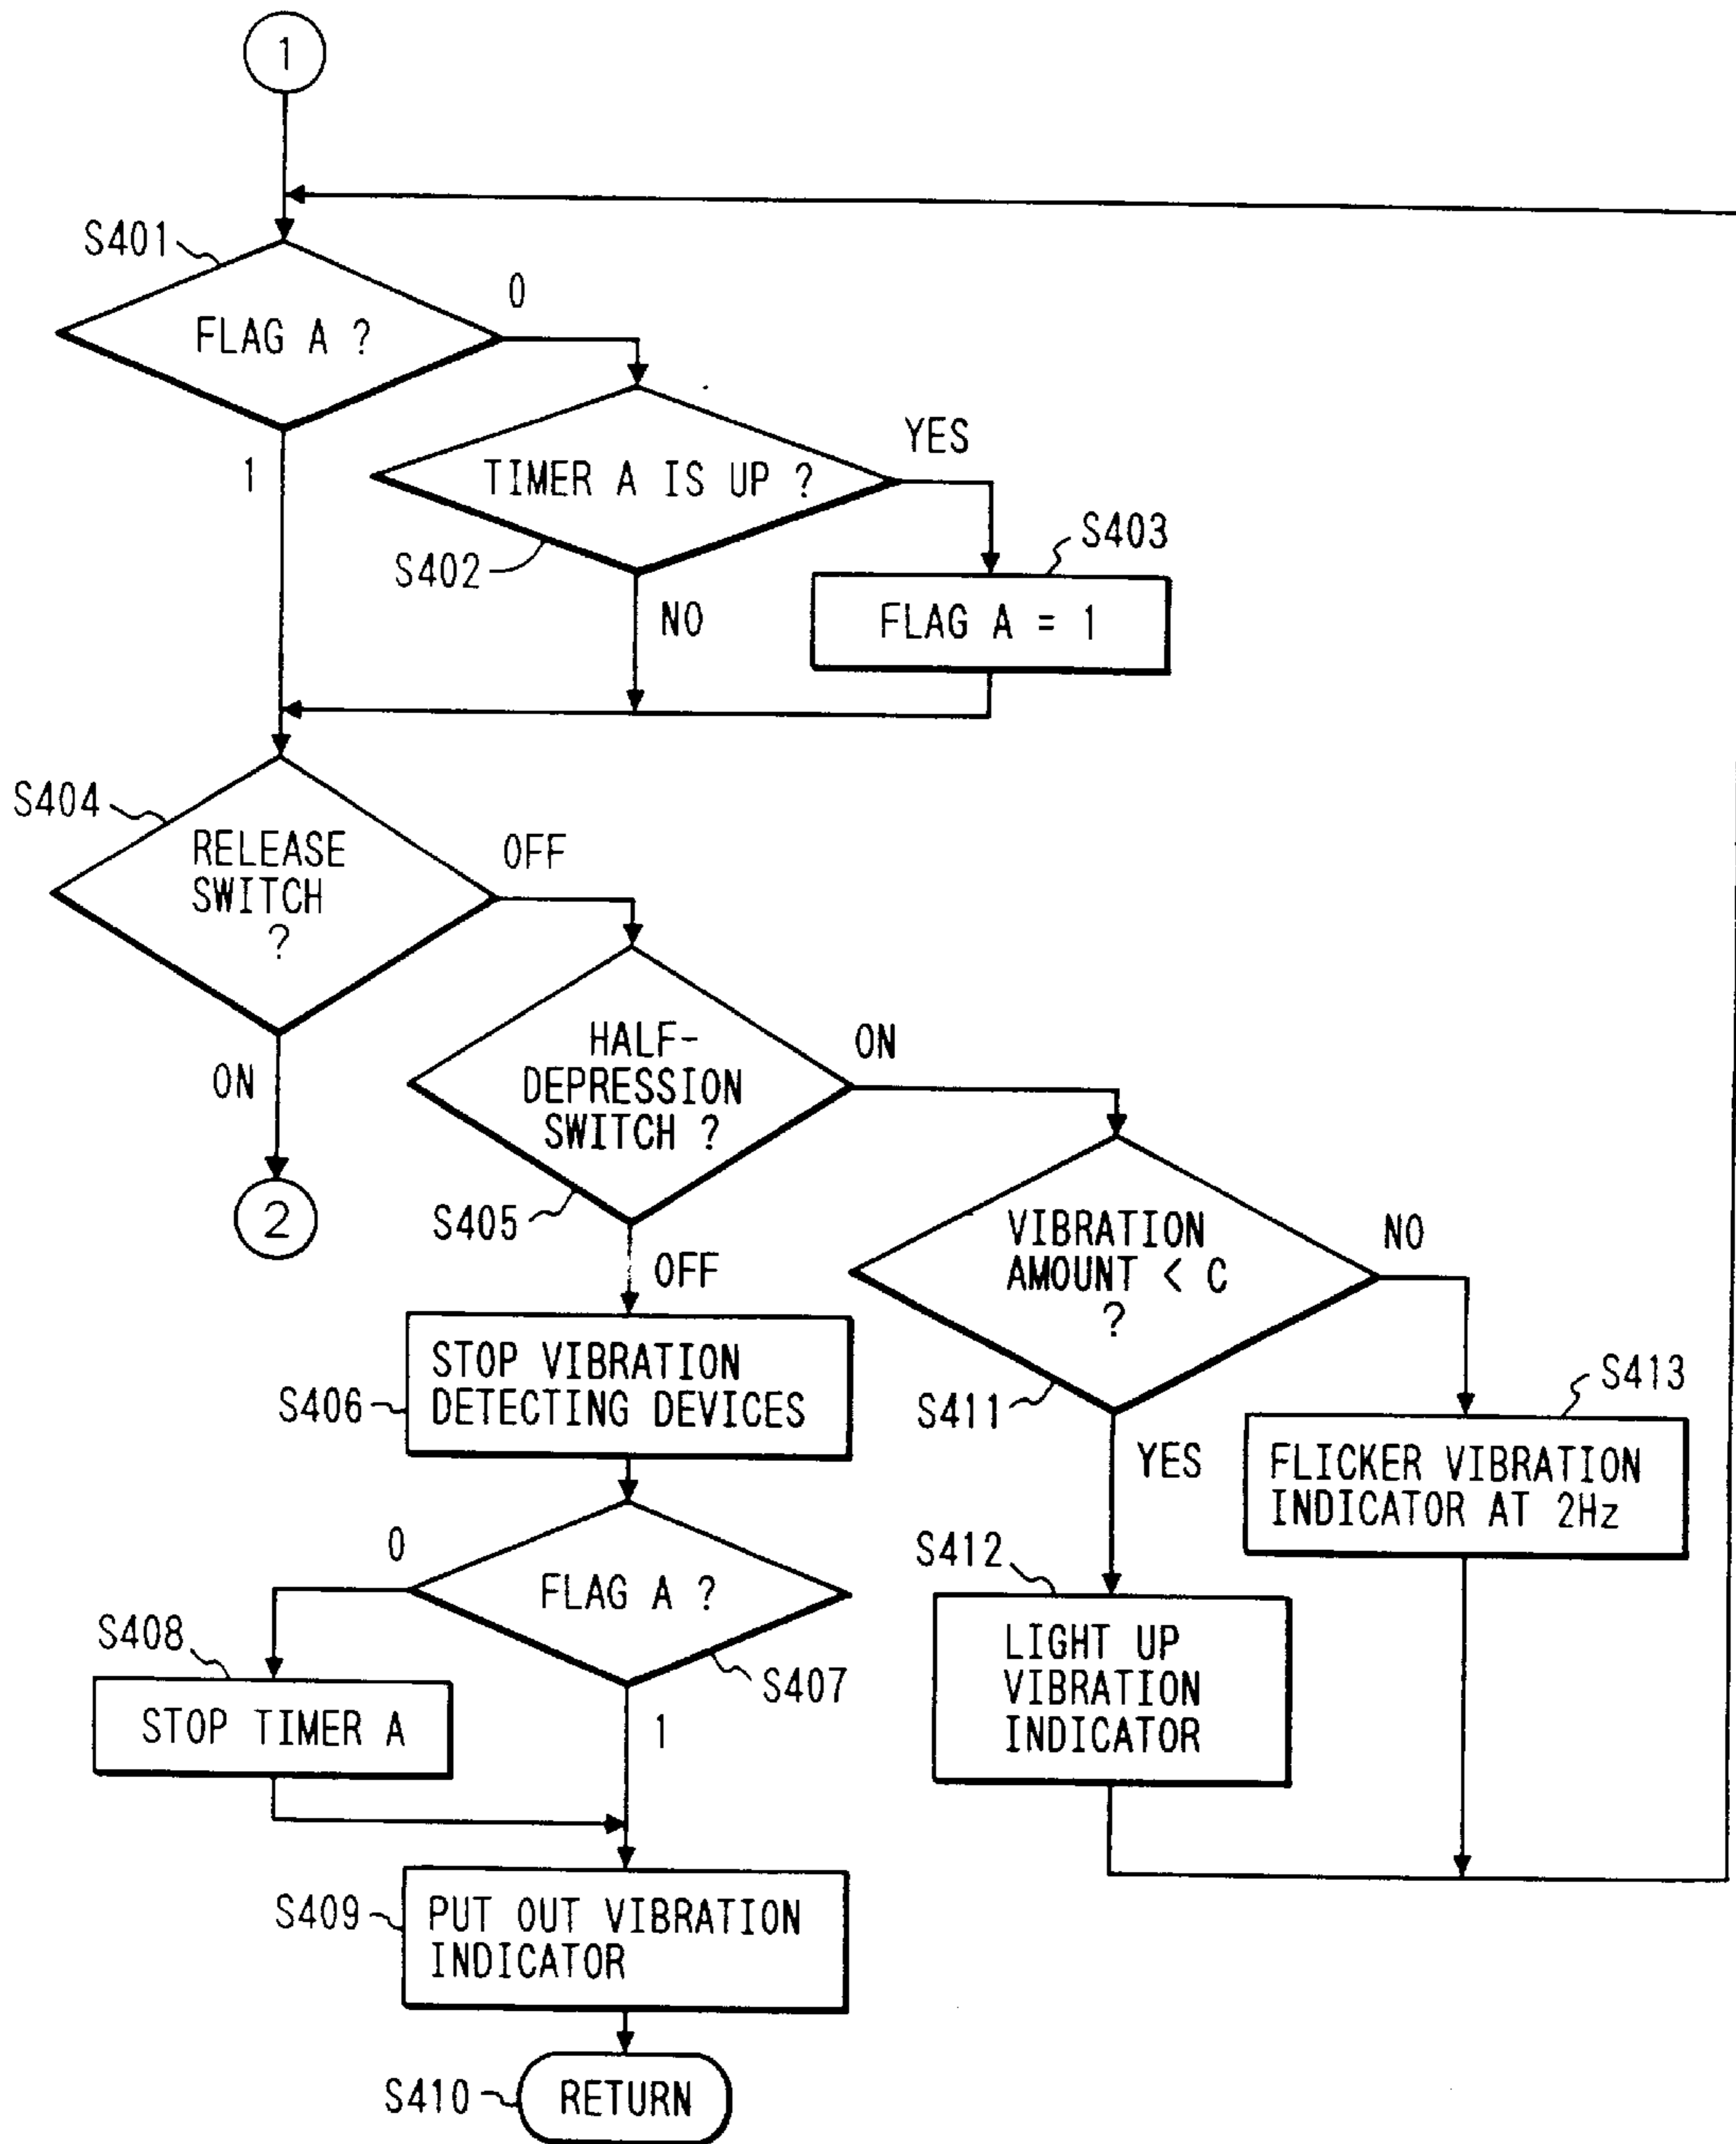 1
S401
FLAG A ?
0
1
TIMER A IS UP ?
YES
S402
NO
S403
FLAG A = 1
S404
RELEASE
SWITCH
?
OFF
ON
2
HALF-
DEPRESSION
SWITCH ?
ON
S405
OFF
VIBRATION
AMOUNT < C
?
NO
S411
YES
S406
STOP VIBRATION
DETECTING DEVICES
S413
FLICKER VIBRATION
INDICATOR AT 2Hz
0
FLAG A ?
S407
1
S408
STOP TIMER A
S412
LIGHT UP
VIBRATION
INDICATOR
S409
PUT OUT VIBRATION
INDICATOR
S410
RETURN